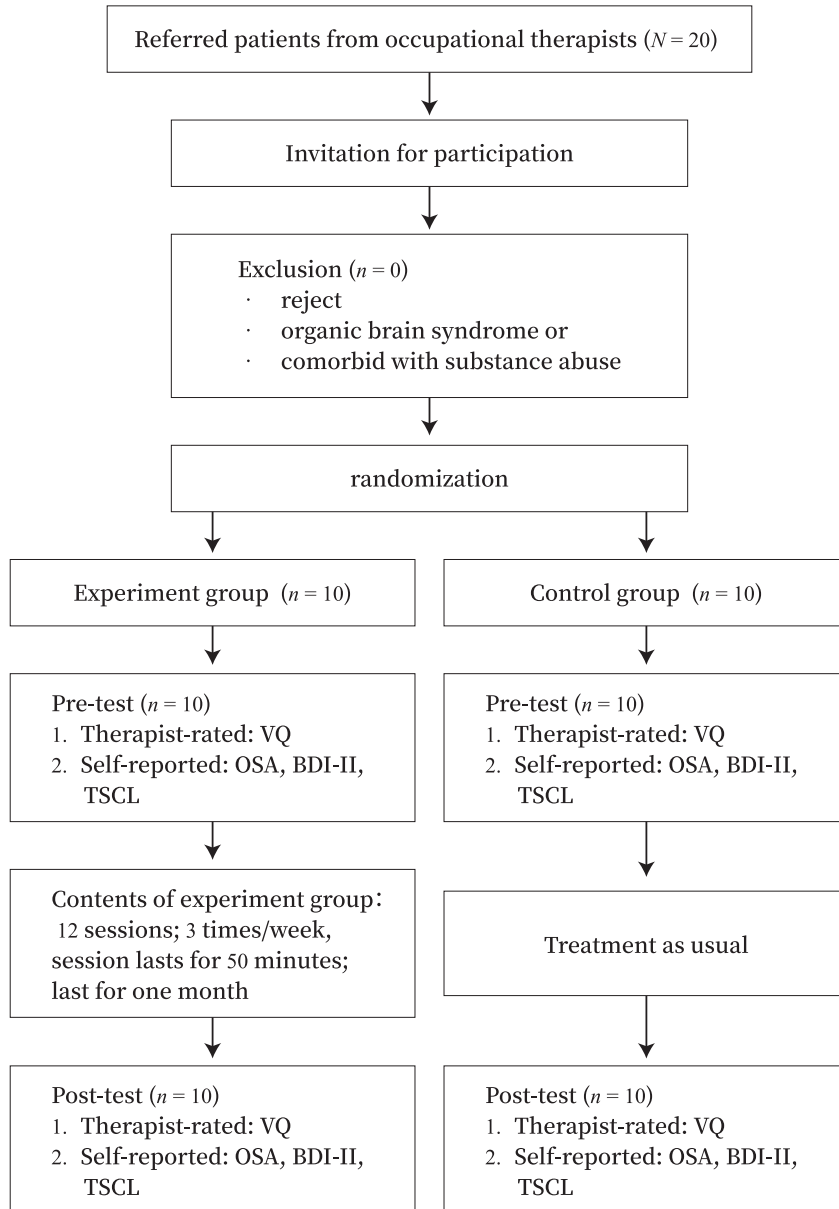 Referred patients from occupational therapists (N = 20)
Invitation for participation
Exclusion (n = 0)
· reject
· organic brain syndrome or
· comorbid with substance abuse
randomization
Experiment group (n = 10)
Control group (n = 10)
Pre-test (n = 10)
1. Therapist-rated: VQ
2. Self-reported: OSA, BDI-II,
TSCL
Pre-test (n = 10)
1. Therapist-rated: VQ
2. Self-reported: OSA, BDI-II,
TSCL
Contents of experiment group:
12 sessions; 3 times/week,
session lasts for 50 minutes;
last for one month
Treatment as usual
Post-test (n = 10)
1. Therapist-rated: VQ
2. Self-reported: OSA, BDI-II,
TSCL
Post-test (n = 10)
1. Therapist-rated: VQ
2. Self-reported: OSA, BDI-II,
TSCL